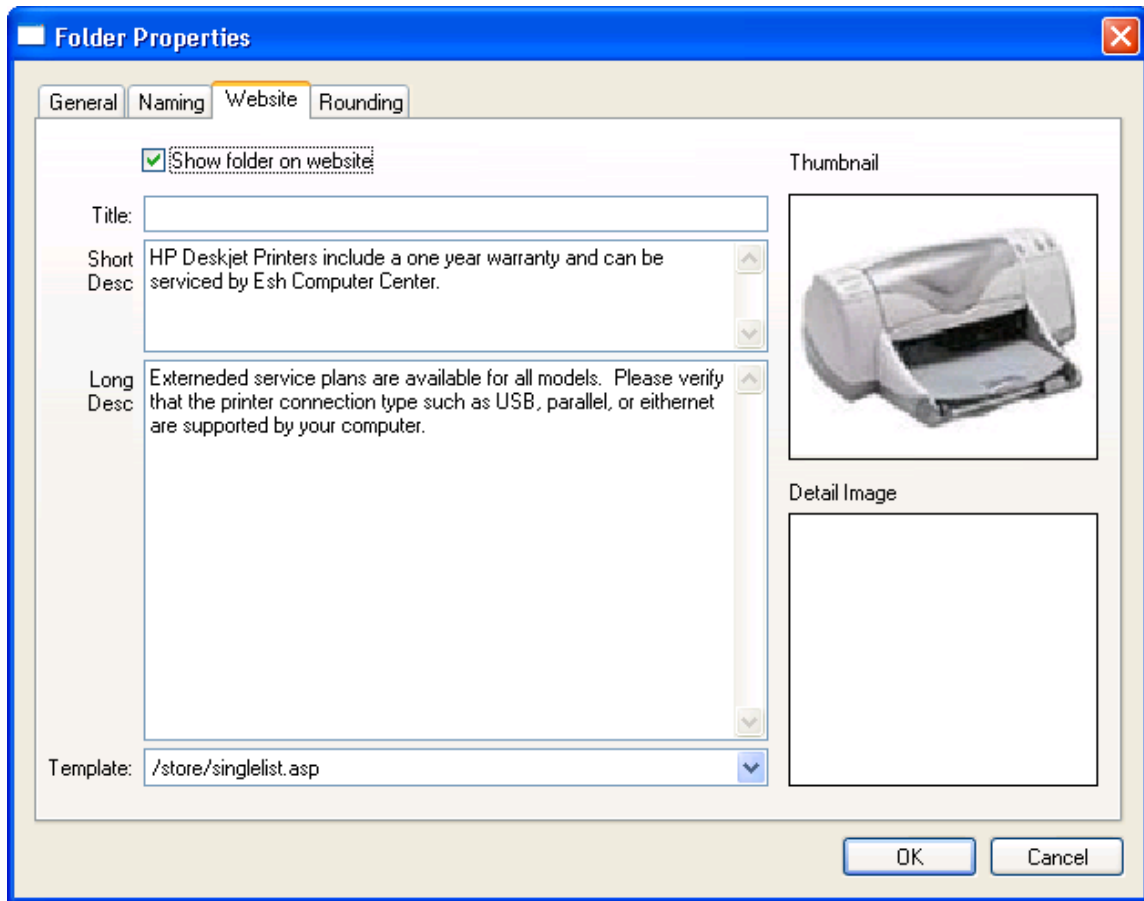 Folder Properties
General Naming Website Rounding
Show folder on website
Thumbnail
Title:
Short Desc
HP Deskjet Printers include a one year warranty and can be
serviced by Esh Computer Center.
Long Desc
Externeded service plans are available for all models.  Please verify
that the printer connection type such as USB, parallel, or eithernet
are supported by your computer.
Detail Image
Template: /store/singlelist.asp
OK Cancel